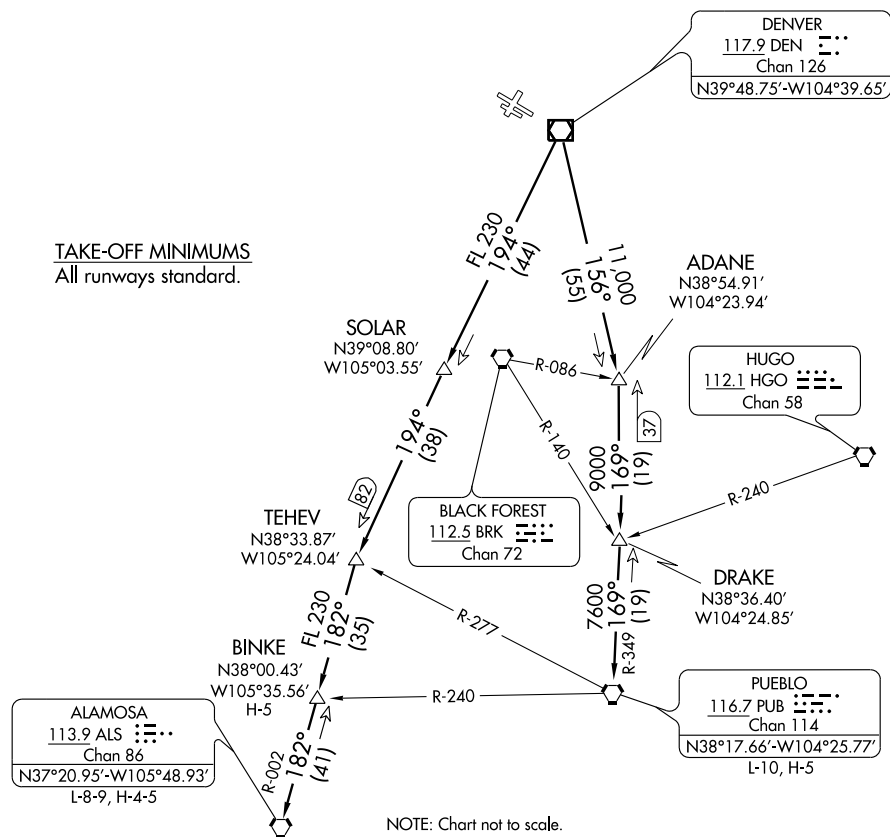 DENVER
117.9 DEN
Chan 126
N39°48.75'-W104°39.65'
TAKE-OFF MINIMUMS
All runways standard.
FL 230
194°
(44)
11,000
156°
(55)
ADANE
N38°54.91'
W104°23.94'
SOLAR
N39°08.80'
W105°03.55'
R-086
HUGO
112.1 HGO
Chan 58
37
194°
(38)
R-140
9000
169°
(19)
R-240
82
BLACK FOREST
112.5 BRK
Chan 72
TEHEV
N38°33.87'
W105°24.04'
DRAKE
N38°36.40'
W104°24.85'
7600
169°
(19)
R-349
R-277
FL 230
182°
(35)
BINKE
N38°00.43'
W105°35.56'
H-5
R-240
PUEBLO
116.7 PUB
Chan 114
N38°17.66'-W104°25.77'
L-10, H-5
ALAMOSA
113.9 ALS
Chan 86
N37°20.95'-W105°48.93'
L-8-9, H-4-5
R-002
182°
(41)
NOTE: Chart not to scale.